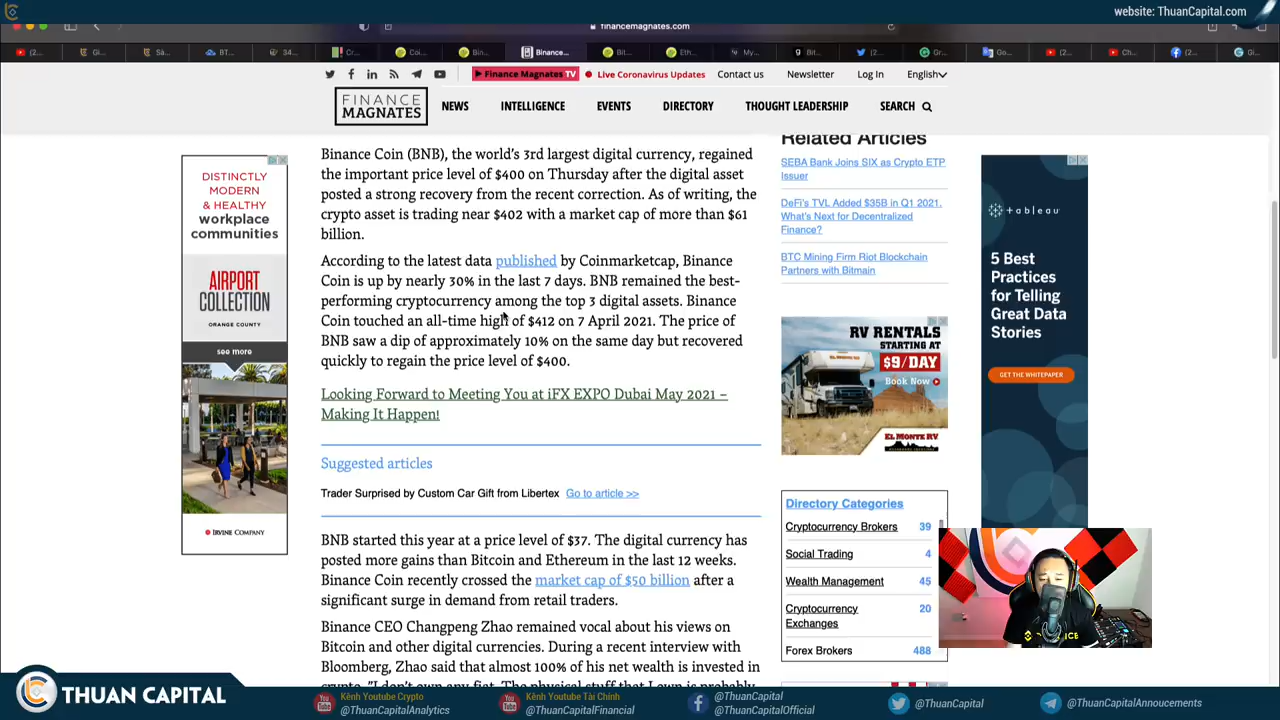 website: ThuanCapital.com
financemagnates.com
Binance...
FINANCE
MAGNATES
Finance Magnates TV
Live Coronavirus Updates
Contact us
Newsletter
Log In
English
NEWS
INTELLIGENCE
EVENTS
DIRECTORY
THOUGHT LEADERSHIP
SEARCH
Binance Coin (BNB), the world's 3rd largest digital currency, regained
the important price level of $400 on Thursday after the digital asset
posted a strong recovery from the recent correction. As of writing, the
crypto asset is trading near $402 with a market cap of more than $61
billion.
According to the latest data published by Coinmarketcap, Binance
Coin is up by nearly 30% in the last 7 days. BNB remained the best-
performing cryptocurrency among the top 3 digital assets. Binance
Coin touched an all-time high of $412 on 7 April 2021. The price of
BNB saw a dip of approximately 10% on the same day but recovered
quickly to regain the price level of $400.
Looking Forward to Meeting You at iFX EXPO Dubai May 2021 –
Making It Happen!
Suggested articles
Trader Surprised by Custom Car Gift from Libertex Go to article >>
BNB started this year at a price level of $37. The digital currency has
posted more gains than Bitcoin and Ethereum in the last 12 weeks.
Binance Coin recently crossed the market cap of $50 billion after a
significant surge in demand from retail traders.
Binance CEO Changpeng Zhao remained vocal about his views on
Bitcoin and other digital currencies. During a recent interview with
Bloomberg, Zhao said that almost 100% of his net wealth is invested in
DISTINCTLY
MODERN
& HEALTHY
workplace
communities
AIRPORT
COLLECTION
ORANGE COUNTY
see more
IRVINE COMPANY
Related Articles
SEBA Bank Joins SIX as Crypto ETP
Issuer
DeFi's TVL Added $35B in Q1 2021.
What's Next for Decentralized
Finance?
BTC Mining Firm Riot Blockchain
Partners with Bitmain
RV RENTALS
STARTING AT
$9/DAY
Book Now
EL MONTE RV
Directory Categories
Cryptocurrency Brokers 39
Social Trading 4
Wealth Management 45
Cryptocurrency 20
Exchanges
Forex Brokers 488
tableau
5 Best
Practices
for Telling
Great Data
Stories
GET THE WHITEPAPER
THUAN CAPITAL
Kênh Youtube Crypto
@ThuanCapitalAnalytics
Kênh Youtube Tài Chính
@ThuanCapitalFinancial
@ThuanCapital
@ThuanCapitalOfficial
@ThuanCapital
@ThuanCapitalAnnoucements